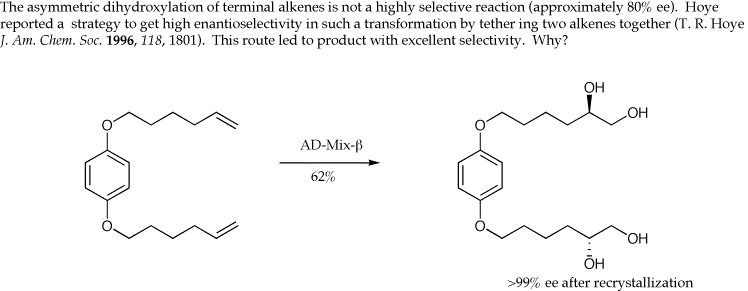 The asymmetric dihydroxylation of terminal alkenes is not a highly selective reaction (approximately 80% ee). Hoye
reported a strategy to get high enantioselectivity in such a transformation by tether ing two alkenes together (T. R. Hoye
J. Am. Chem. Soc. 1996, 118, 1801). This route led to product with excellent selectivity. Why?
OH
OH
O
O
AD-Mix-β
62%
O
O
OH
OH
>99% ee after recrystallization